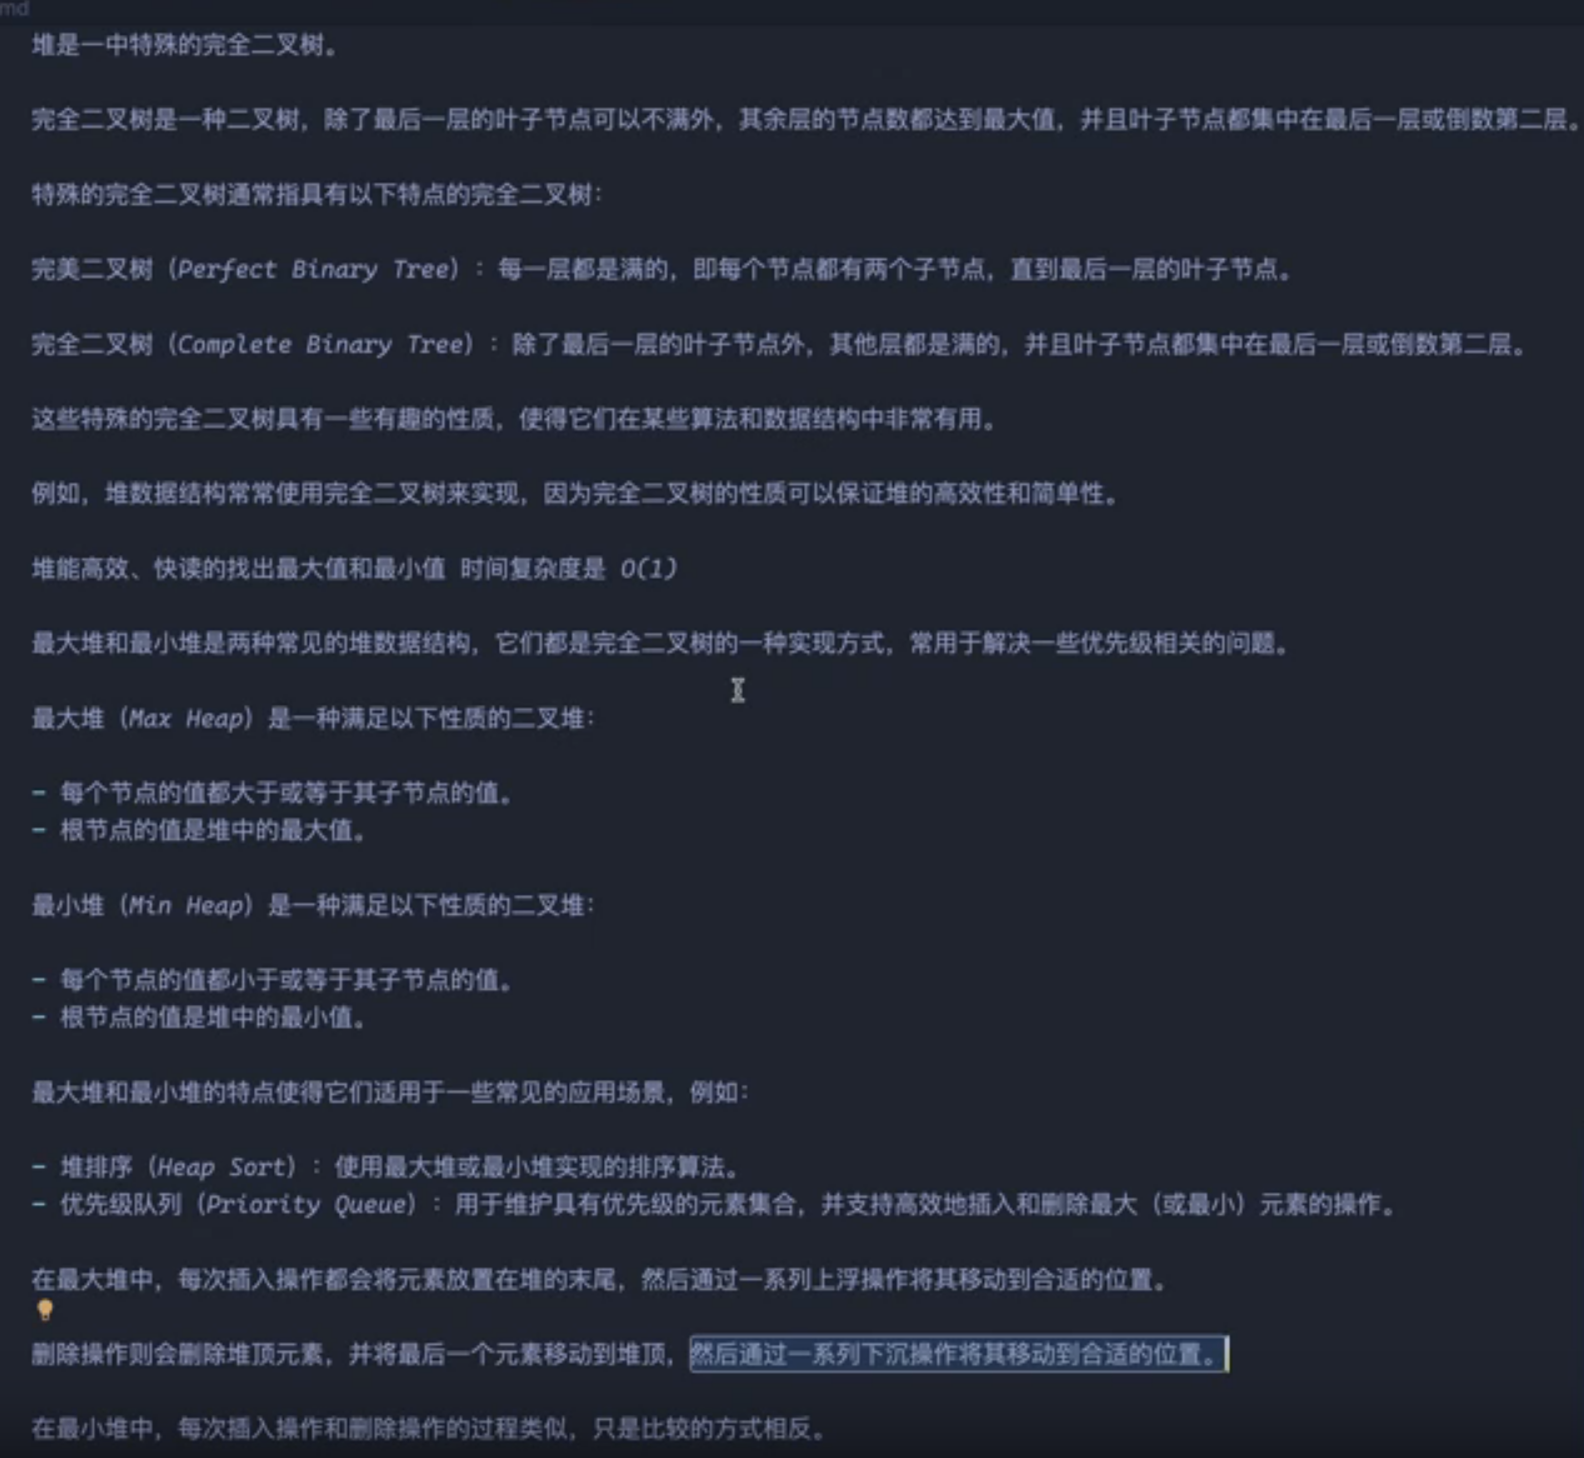 md
堆是一中特殊的完全二叉树。
完全二叉树是一种二叉树，除了最后一层的叶子节点可以不满外，其余层的节点数都达到最大值，并且叶子节点都集中在最后一层或倒数第二层。
特殊的完全二叉树通常指具有以下特点的完全二叉树：
完美二叉树（Perfect Binary Tree）：每一层都是满的，即每个节点都有两个子节点，直到最后一层的叶子节点。
完全二叉树（Complete Binary Tree）：除了最后一层的叶子节点外，其他层都是满的，并且叶子节点都集中在最后一层或倒数第二层。
这些特殊的完全二叉树具有一些有趣的性质，使得它们在某些算法和数据结构中非常有用。
例如，堆数据结构常常使用完全二叉树来实现，因为完全二叉树的性质可以保证堆的高效性和简单性。
堆能高效、快读的找出最大值和最小值 时间复杂度是 O(1)
最大堆和最小堆是两种常见的堆数据结构，它们都是完全二叉树的一种实现方式，常用于解决一些优先级相关的问题。
最大堆（Max Heap）是一种满足以下性质的二叉堆：
- 每个节点的值都大于或等于其子节点的值。
- 根节点的值是堆中的最大值。
最小堆（Min Heap）是一种满足以下性质的二叉堆：
- 每个节点的值都小于或等于其子节点的值。
- 根节点的值是堆中的最小值。
最大堆和最小堆的特点使得它们适用于一些常见的应用场景，例如：
- 堆排序（Heap Sort）：使用最大堆或最小堆实现的排序算法。
- 优先级队列（Priority Queue）：用于维护具有优先级的元素集合，并支持高效地插入和删除最大（或最小）元素的操作。
在最大堆中，每次插入操作都会将元素放置在堆的末尾，然后通过一系列上浮操作将其移动到合适的位置。
删除操作则会删除堆顶元素，并将最后一个元素移动到堆顶，然后通过一系列下沉操作将其移动到合适的位置。
在最小堆中，每次插入操作和删除操作的过程类似，只是比较的方式相反。